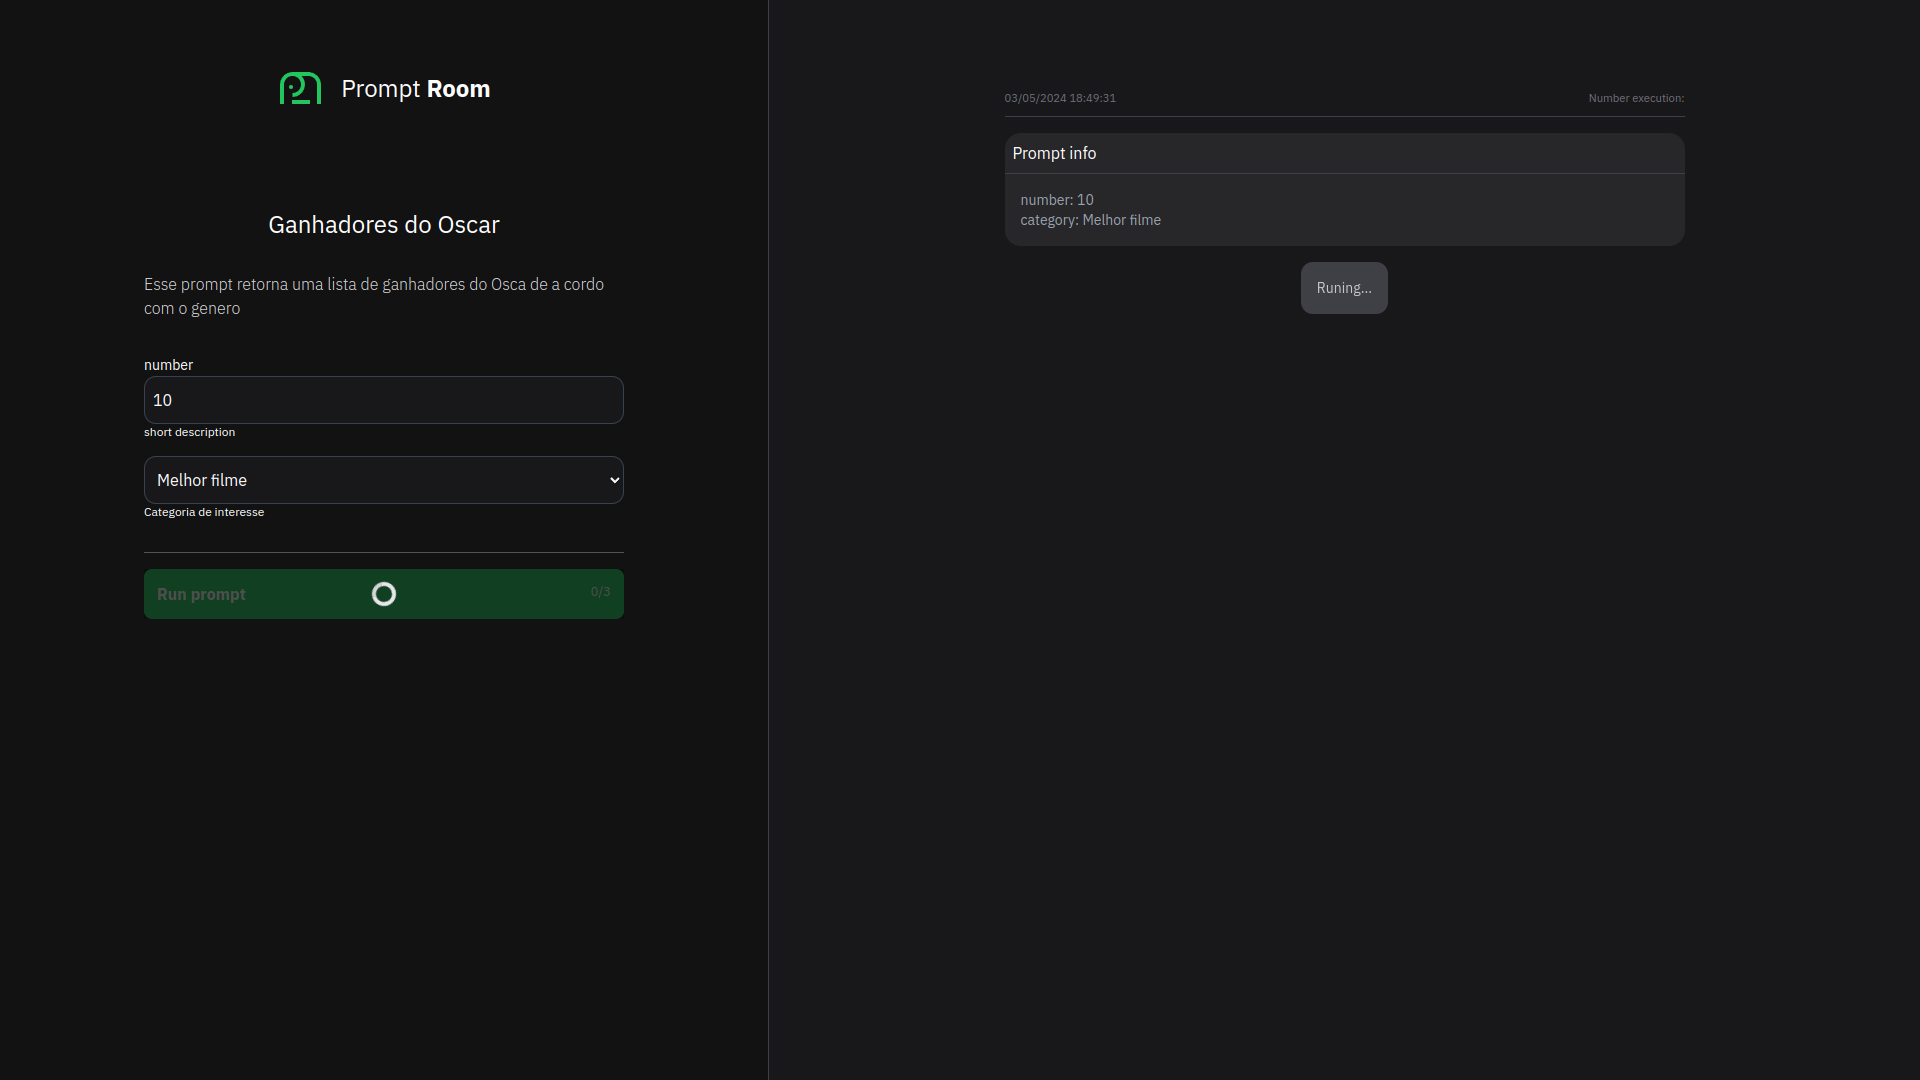 Prompt Room
Ganhadores do Oscar
Esse prompt retorna uma lista de ganhadores do Osca de a cordo
com o genero
number
10
short description
Melhor filme
Categoria de interesse
Run prompt
0/3
03/05/2024 18:49:31
Number execution:
Prompt info
number: 10
category: Melhor filme
Runing...